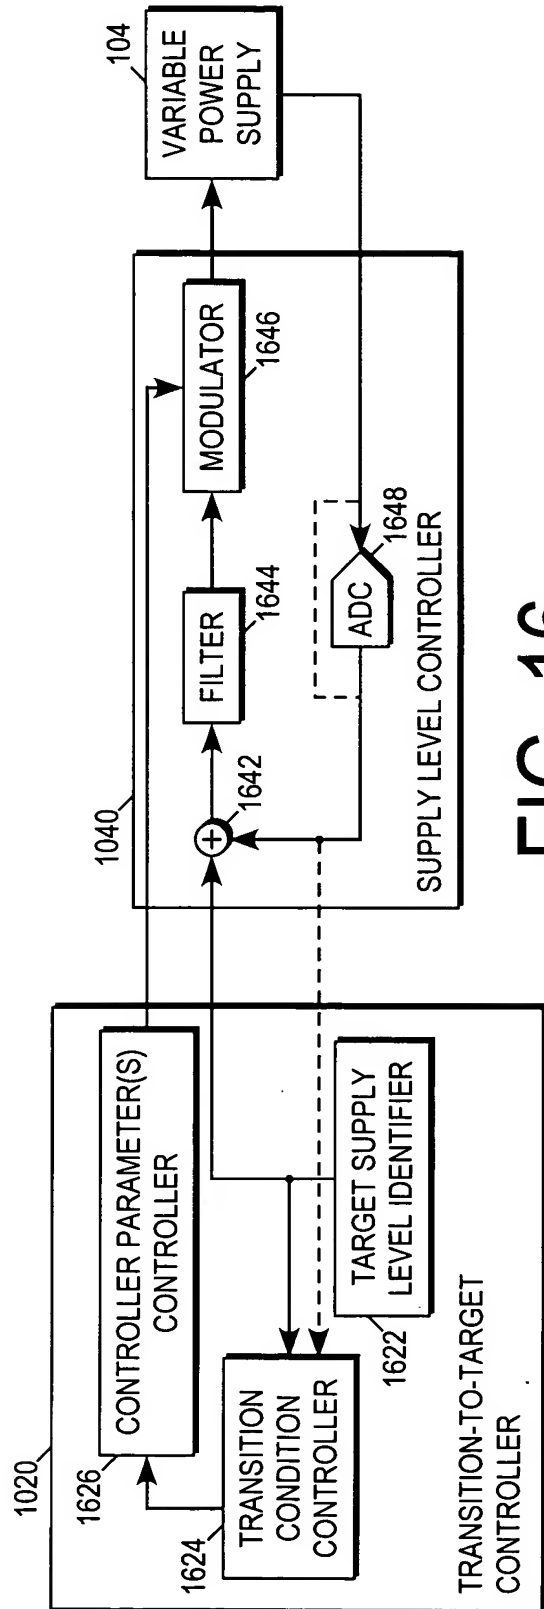 1020
1626
CONTROLLER PARAMETER(S)
CONTROLLER
1624
TRANSITION
CONDITION
CONTROLLER
TARGET SUPPLY
LEVEL IDENTIFIER
1622
TRANSITION-TO-TARGET
CONTROLLER
1040
1642
FILTER
1644
MODULATOR
1646
ADC
1648
SUPPLY LEVEL CONTROLLER
104
VARIABLE
POWER
SUPPLY
FIG. 16